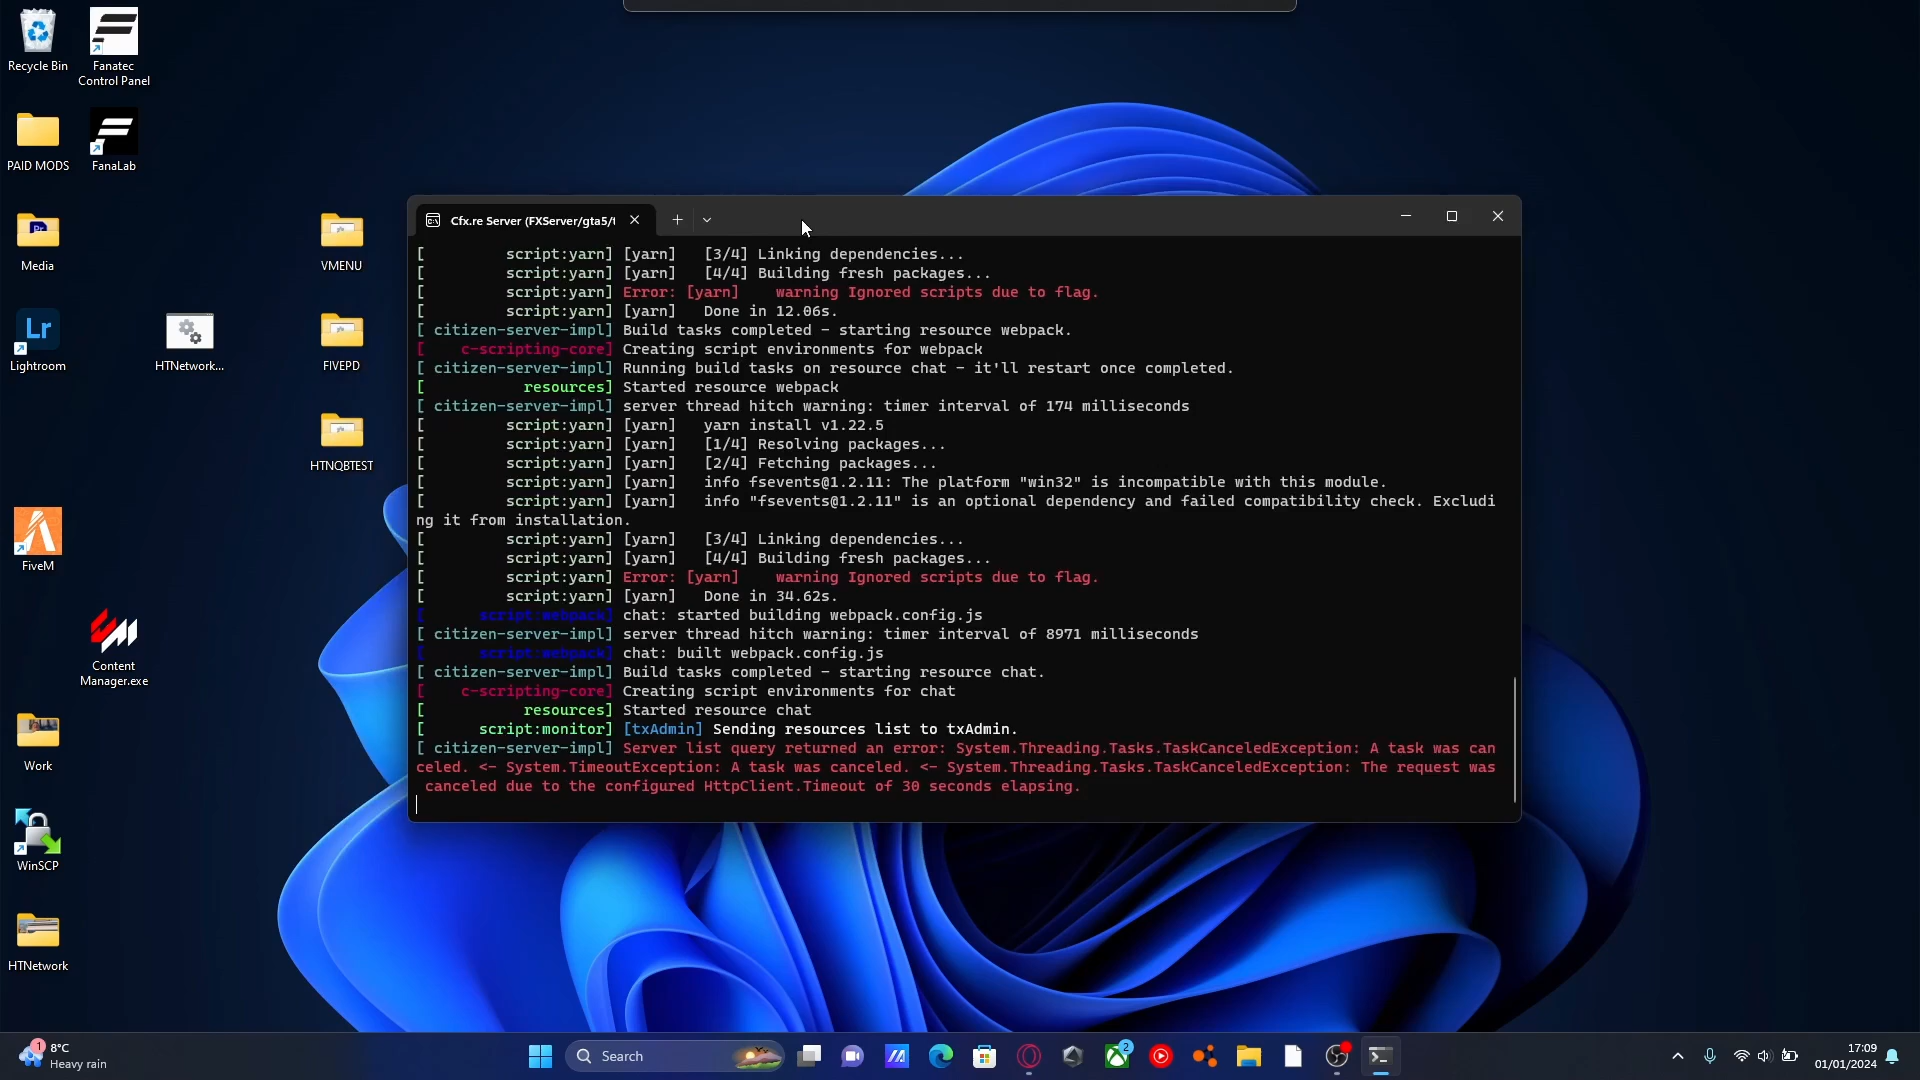 Recycle Bin
Fanatec
Control Panel
PAID MODS
FanaLab
Media
VMENU
Lr
Lightroom
HTNetwork...
FIVEPD
HTNQBTEST
FiveM
Content
Manager.exe
Work
WinSCP
HTNetwork
Cfx.re Server (FXServer/gta5/t
[          script:yarn] [yarn]   [3/4] Linking dependencies...
[          script:yarn] [yarn]   [4/4] Building fresh packages...
[          script:yarn] Error: [yarn]    warning Ignored scripts due to flag.
[          script:yarn] [yarn]   Done in 12.06s.
[ citizen-server-impl] Build tasks completed - starting resource webpack.
[    c-scripting-core] Creating script environments for webpack
[ citizen-server-impl] Running build tasks on resource chat - it'll restart once completed.
[           resources] Started resource webpack
[ citizen-server-impl] server thread hitch warning: timer interval of 174 milliseconds
[          script:yarn] [yarn]   yarn install v1.22.5
[          script:yarn] [yarn]   [1/4] Resolving packages...
[          script:yarn] [yarn]   [2/4] Fetching packages...
[          script:yarn] [yarn]   info fsevents@1.2.11: The platform "win32" is incompatible with this module.
[          script:yarn] [yarn]   info "fsevents@1.2.11" is an optional dependency and failed compatibility check. Excludi
ng it from installation.
[          script:yarn] [yarn]   [3/4] Linking dependencies...
[          script:yarn] [yarn]   [4/4] Building fresh packages...
[          script:yarn] Error: [yarn]    warning Ignored scripts due to flag.
[          script:yarn] [yarn]   Done in 34.62s.
[      script:webpack] chat: started building webpack.config.js
[ citizen-server-impl] server thread hitch warning: timer interval of 8971 milliseconds
[      script:webpack] chat: built webpack.config.js
[ citizen-server-impl] Build tasks completed - starting resource chat.
[    c-scripting-core] Creating script environments for chat
[           resources] Started resource chat
[      script:monitor] [txAdmin] Sending resources list to txAdmin.
[ citizen-server-impl] Server list query returned an error: System.Threading.Tasks.TaskCanceledException: A task was can
celed. <- System.TimeoutException: A task was canceled. <- System.Threading.Tasks.TaskCanceledException: The request was
 canceled due to the configured HttpClient.Timeout of 30 seconds elapsing.
1
8°C
Heavy rain
Search
2
17:09
01/01/2024